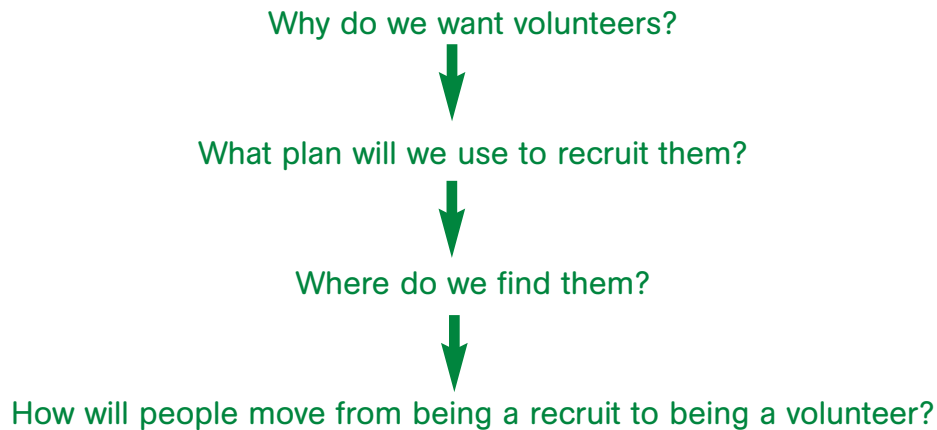 Why do we want volunteers?
What plan will we use to recruit them?
Where do we find them?
How will people move from being a recruit to being a volunteer?